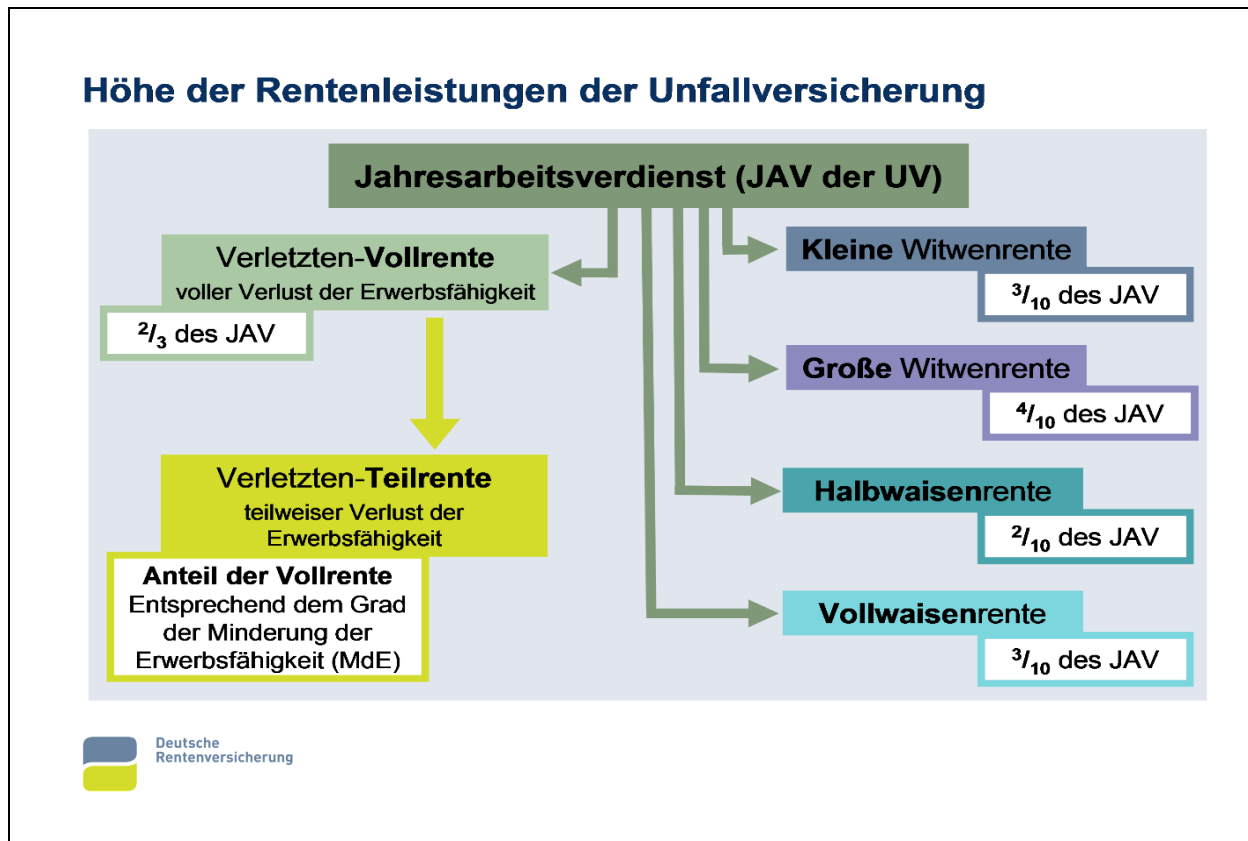 Höhe der Rentenleistungen der Unfallversicherung
Jahresarbeitsverdienst (JAV der UV)
Verletzten-Vollrente
voller Verlust der Erwerbsfähigkeit
2/3 des JAV
Verletzten-Teilrente
teilweiser Verlust der
Erwerbsfähigkeit
Anteil der Vollrente
Entsprechend dem Grad
der Minderung der
Erwerbsfähigkeit (MdE)
Kleine Witwenrente
3/10 des JAV
Große Witwenrente
4/10 des JAV
Halbwaisenrente
2/10 des JAV
Vollwaisenrente
3/10 des JAV
Deutsche
Rentenversicherung